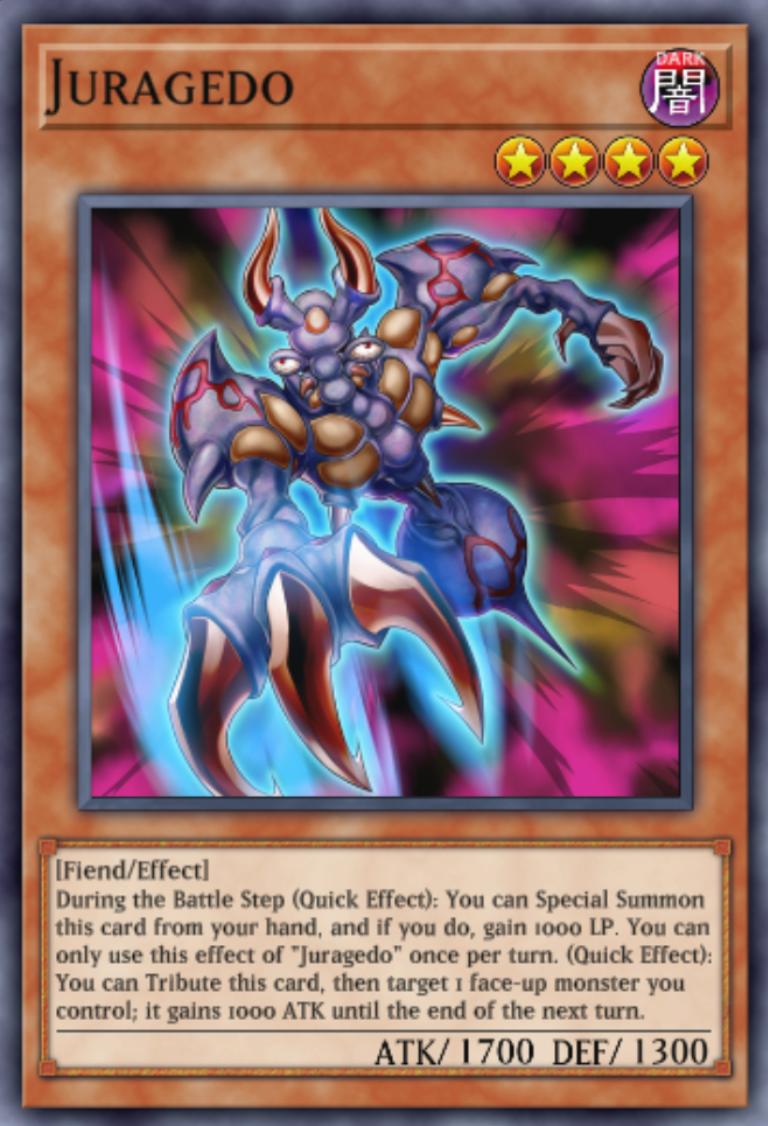 Juragedo
DARK
闇
[Fiend/Effect]
During the Battle Step (Quick Effect): You can Special Summon
this card from your hand, and if you do, gain 1000 LP. You can
only use this effect of "Juragedo" once per turn. (Quick Effect):
You can Tribute this card, then target 1 face-up monster you
control; it gains 1000 ATK until the end of the next turn.
ATK/ 1700 DEF/ 1300